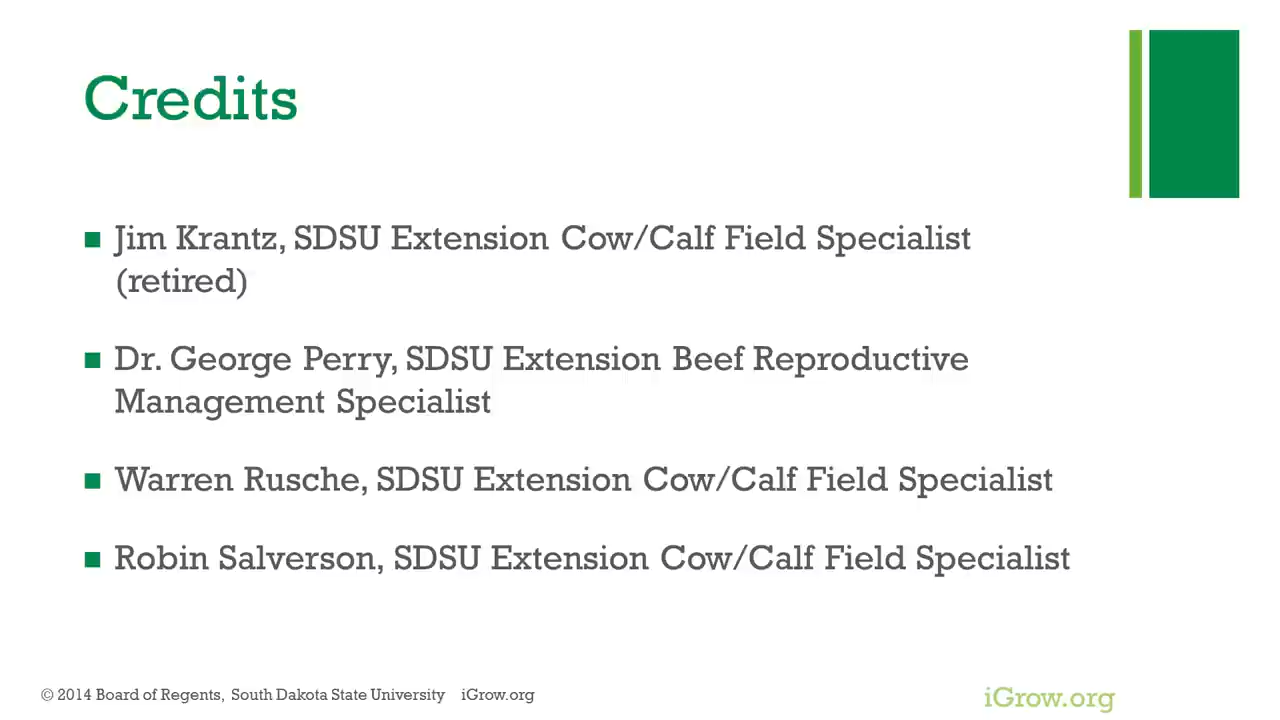 Credits
Jim Krantz, SDSU Extension Cow/Calf Field Specialist
(retired)
Dr. George Perry, SDSU Extension Beef Reproductive
Management Specialist
Warren Rusche, SDSU Extension Cow/Calf Field Specialist
Robin Salverson, SDSU Extension Cow/Calf Field Specialist
© 2014 Board of Regents, South Dakota State University iGrow.org
iGrow.org